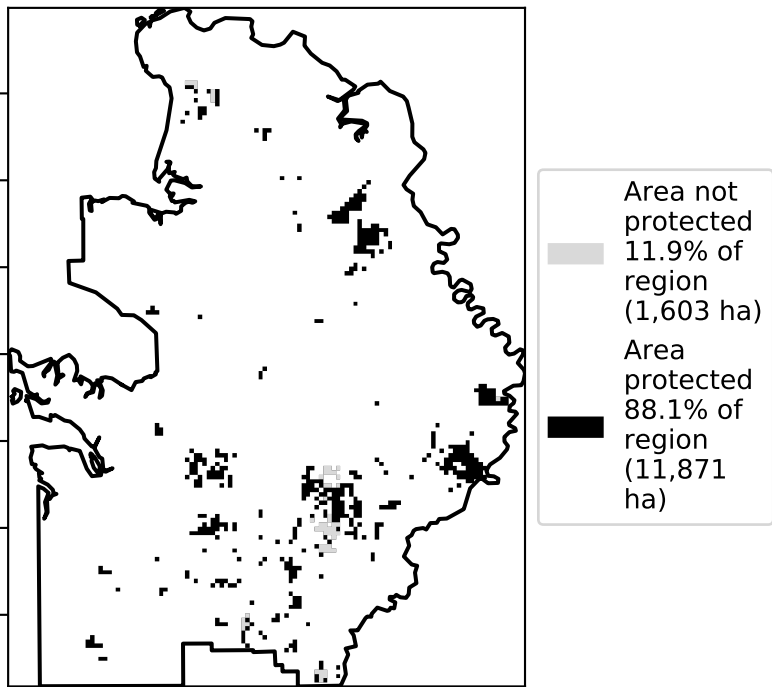 Area not
protected
11.9% of
region
(1,603 ha)
Area
protected
88.1% of
region
(11,871
ha)